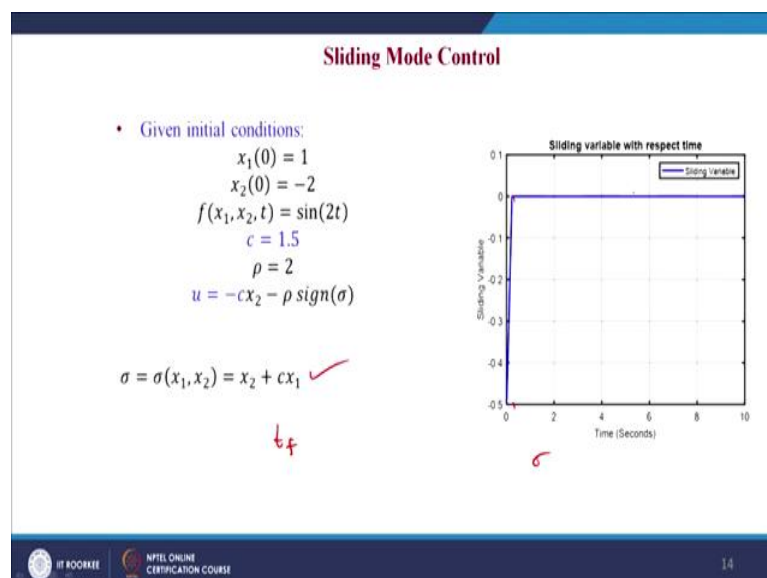 Sliding Mode Control
• Given initial conditions:
x₁(0) = 1
x₂(0) = −2
f(x₁, x₂, t) = sin(2t)
c = 1.5
ρ = 2
u = −cx₂ − ρ sign(σ)
σ = σ(x₁, x₂) = x₂ + cx₁
t_f
Sliding variable with respect time
Sliding Variable
0.1
0
-0.1
-0.2
-0.3
-0.4
-0.5
Sliding Variable
0 2 4 6 8 10
Time (Seconds)
σ
IIT ROORKEE
NPTEL ONLINE
CERTIFICATION COURSE
14